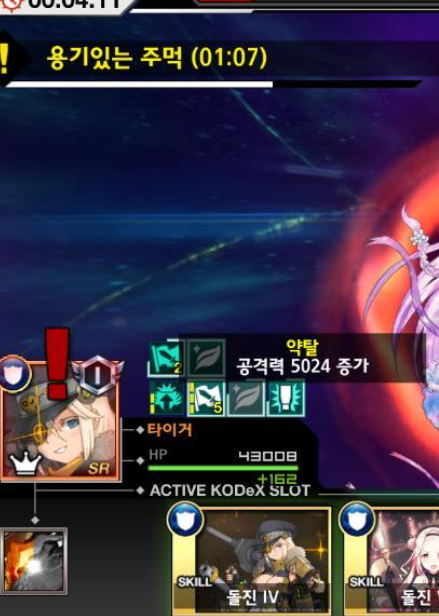 00:04:11
! 용기있는 주먹 (01:07)
약탈
공격력 5024 증가
2
5
I
SR
타이거
HP 43008
+162
ACTIVE KODeX SLOT
SKILL
돌진 IV
SKILL
돌진